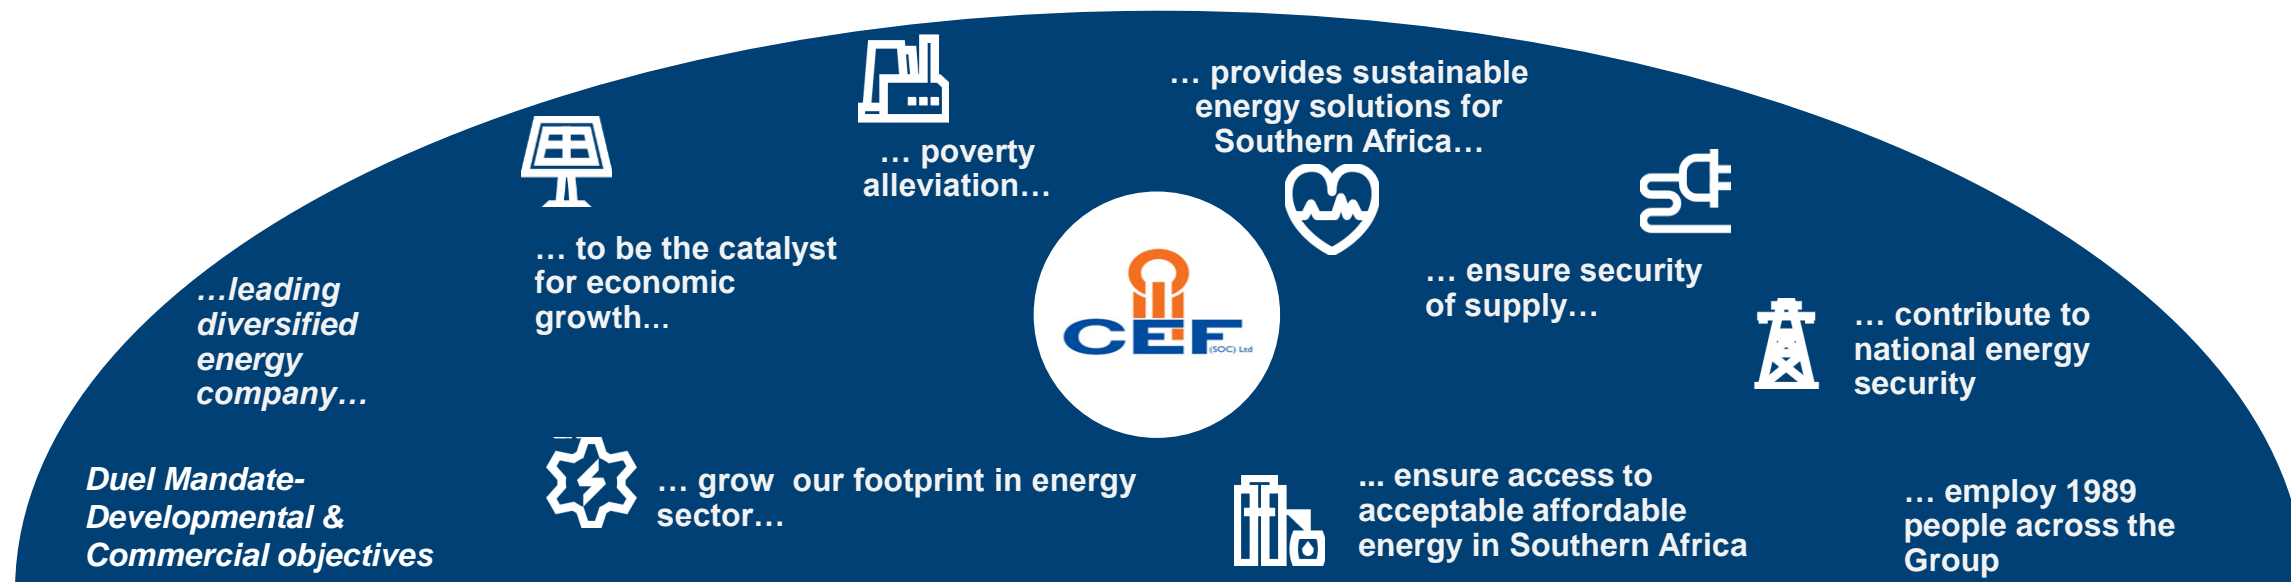 … provides sustainable
energy solutions for
Southern Africa…
… poverty
alleviation…
… to be the catalyst
for economic
growth…
…leading
diversified
energy
company…
CEF
(SOC) Ltd
… ensure security
of supply…
… contribute to
national energy
security
Duel Mandate-
Developmental &
Commercial objectives
… grow  our footprint in energy
sector…
... ensure access to
acceptable affordable
energy in Southern Africa
… employ 1989
people across the
Group